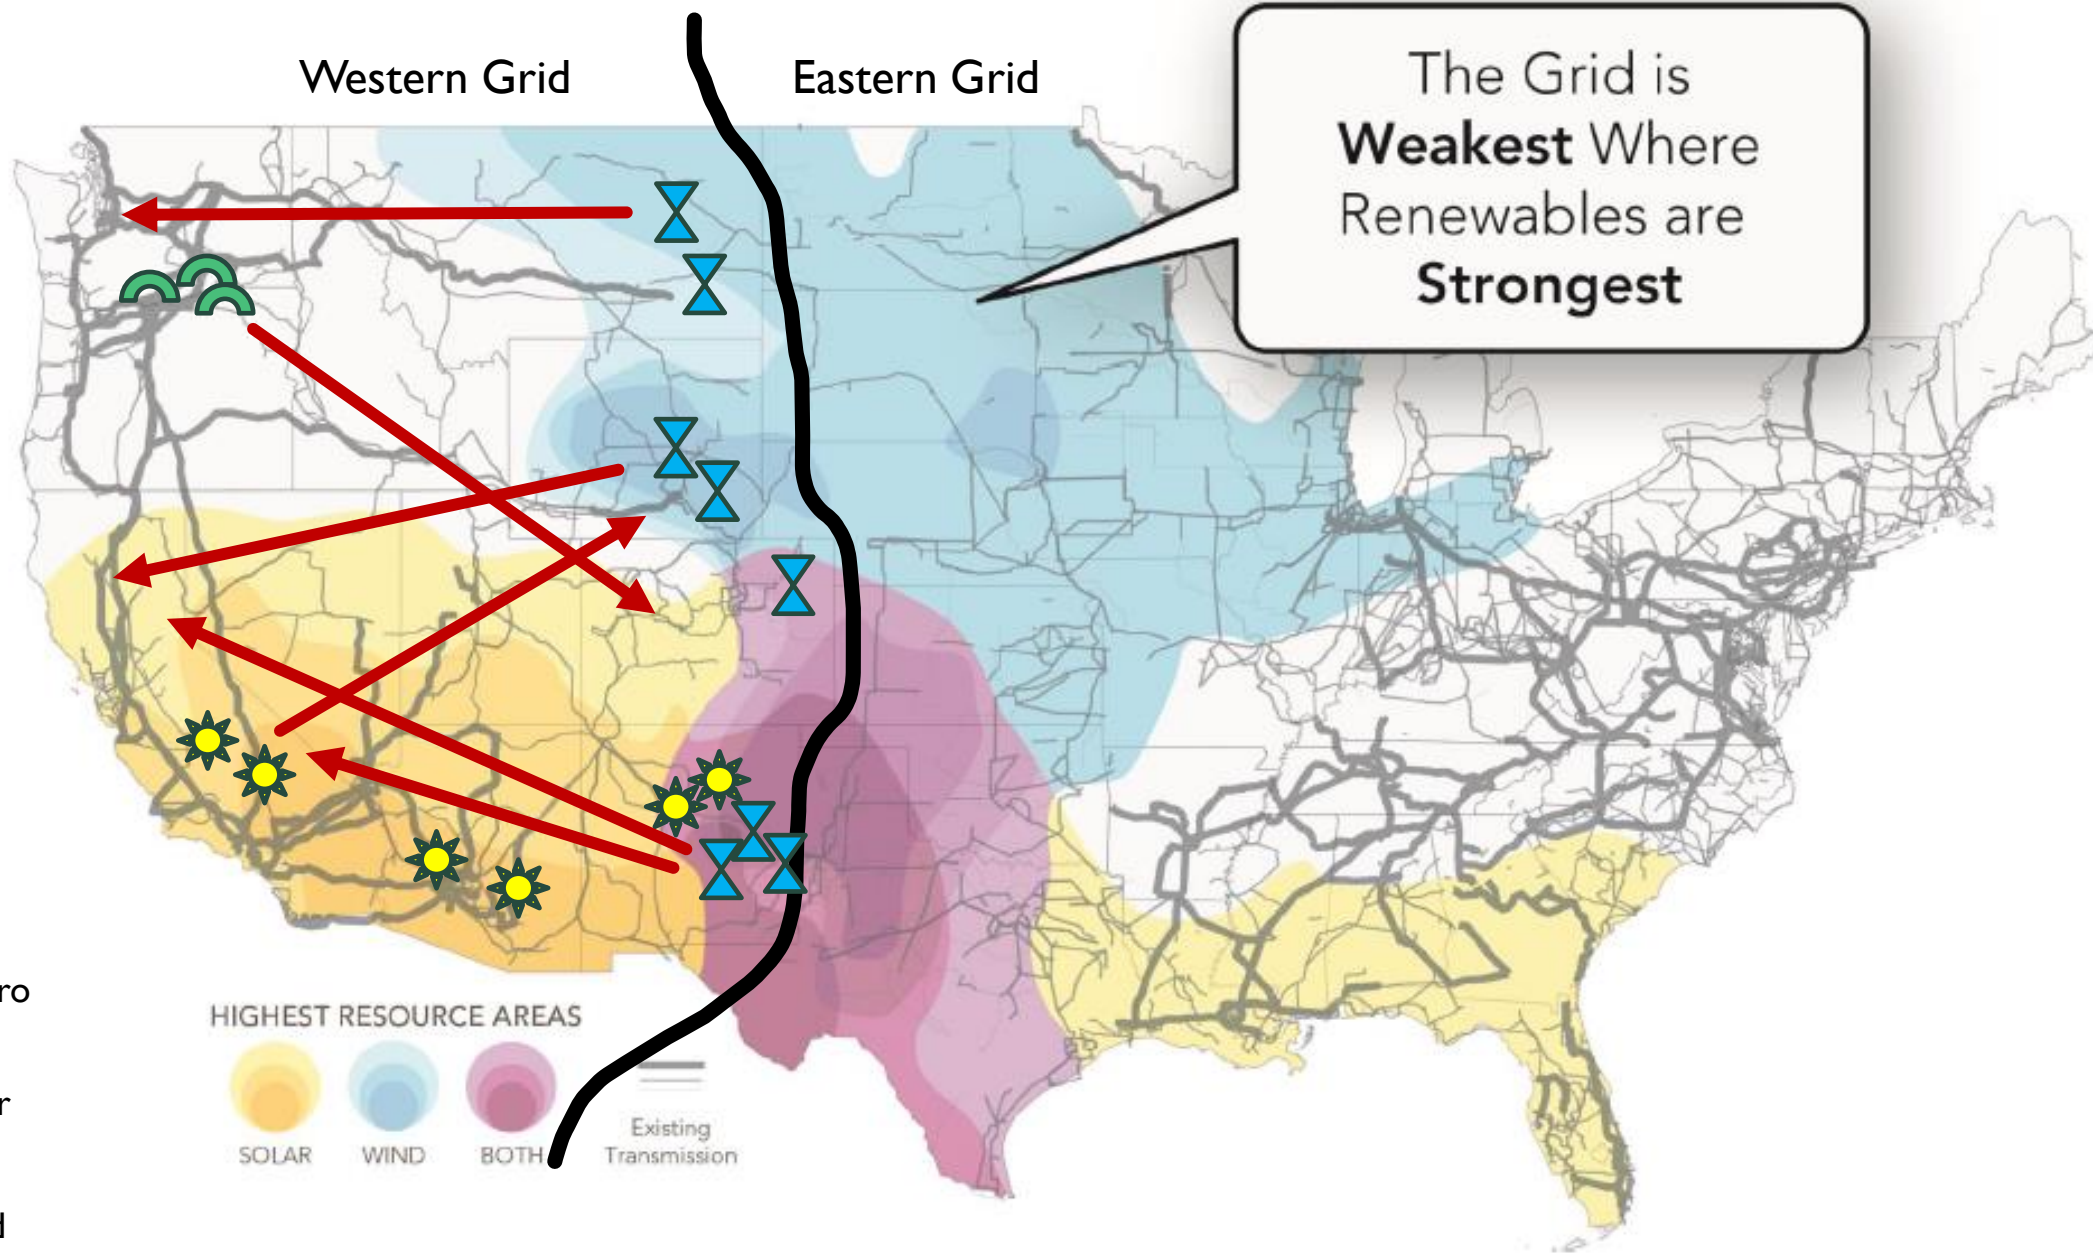 Western Grid
Eastern Grid
The Grid is
Weakest Where
Renewables are
Strongest
ro
HIGHEST RESOURCE AREAS
r
d
SOLAR
WIND
BOTH
Existing
Transmission